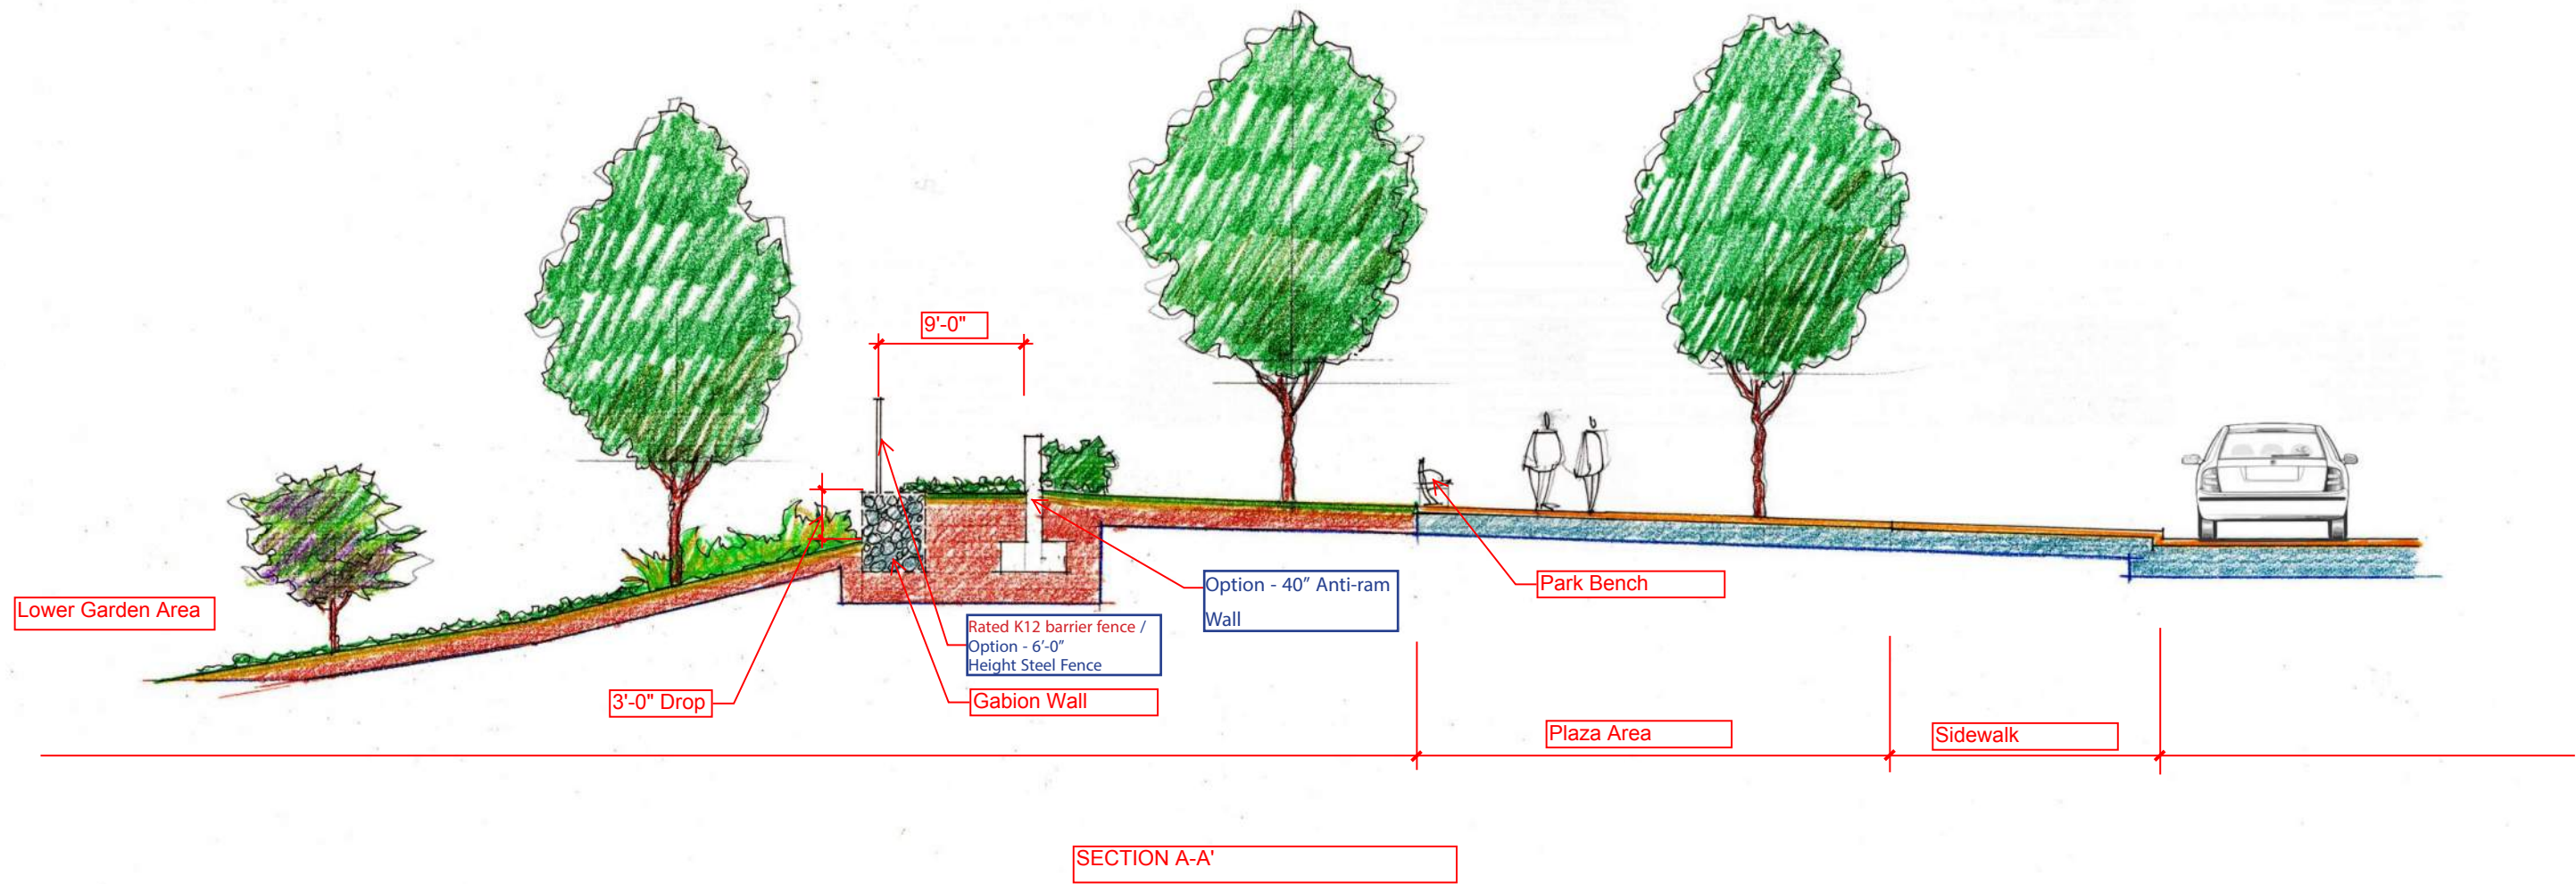 9'-0"
Lower Garden Area
Option - 40” Anti-ram
Wall
Park Bench
Rated K12 barrier fence /
Option - 6’-0”
Height Steel Fence
3'-0" Drop
Gabion Wall
Plaza Area
Sidewalk
SECTION A-A'